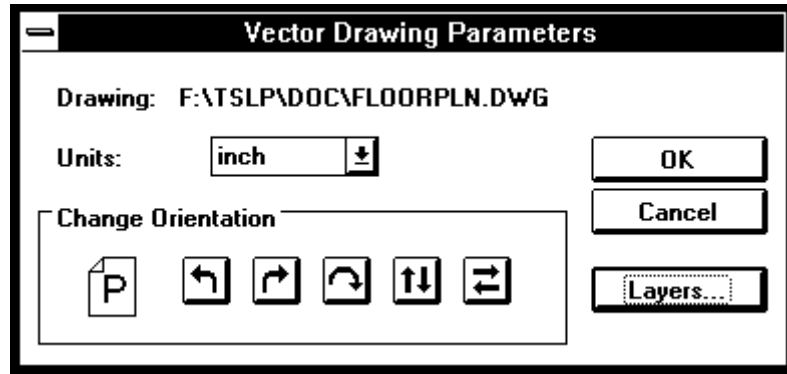 Vector Drawing Parameters
Drawing: F:\TSLP\DOC\FLOORPLN.DWG
Units: inch
OK
Cancel
Change Orientation
P
Layers...